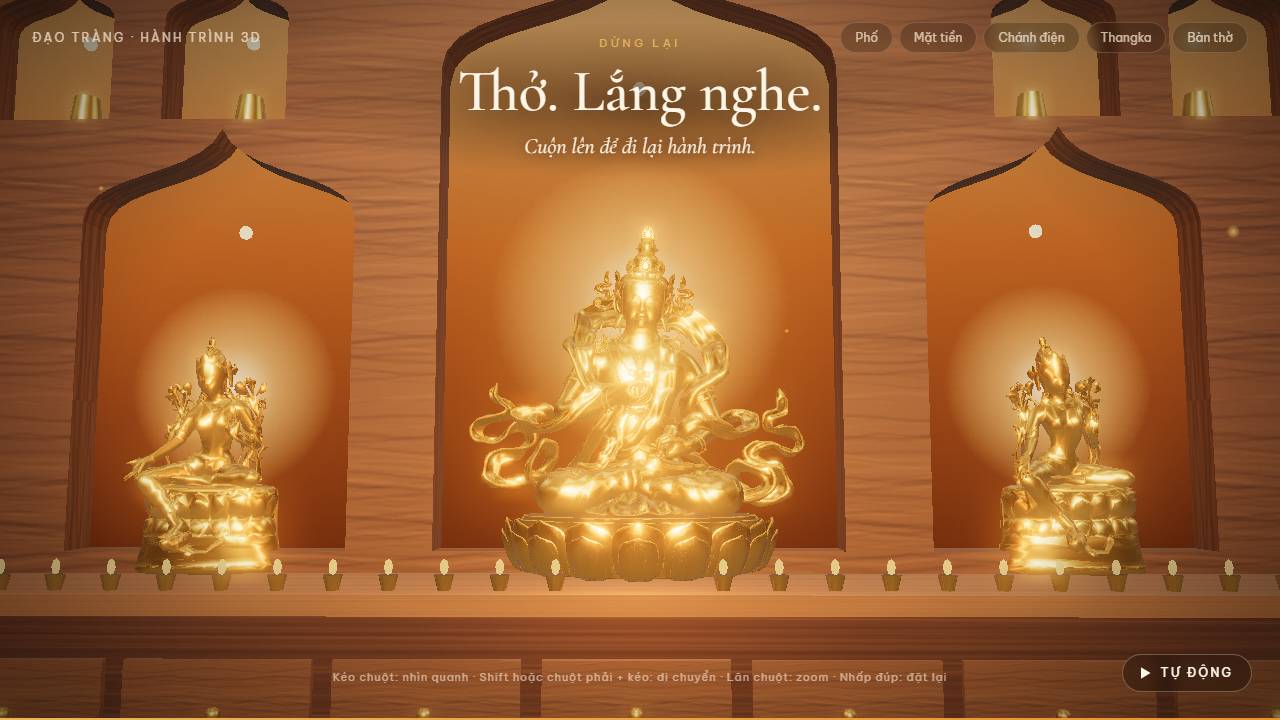 ĐẠO TRÀNG · HÀNH TRÌNH 3D
Phố
Mặt tiền
Chánh điện
Thangka
Bàn thờ
DỪNG LẠI
Thở. Lắng nghe.
Cuộn lên để đi lại hành trình.
Kéo chuột: nhìn quanh · Shift hoặc chuột phải + kéo: di chuyển · Lăn chuột: zoom · Nhấp đúp: đặt lại
TỰ ĐỘNG